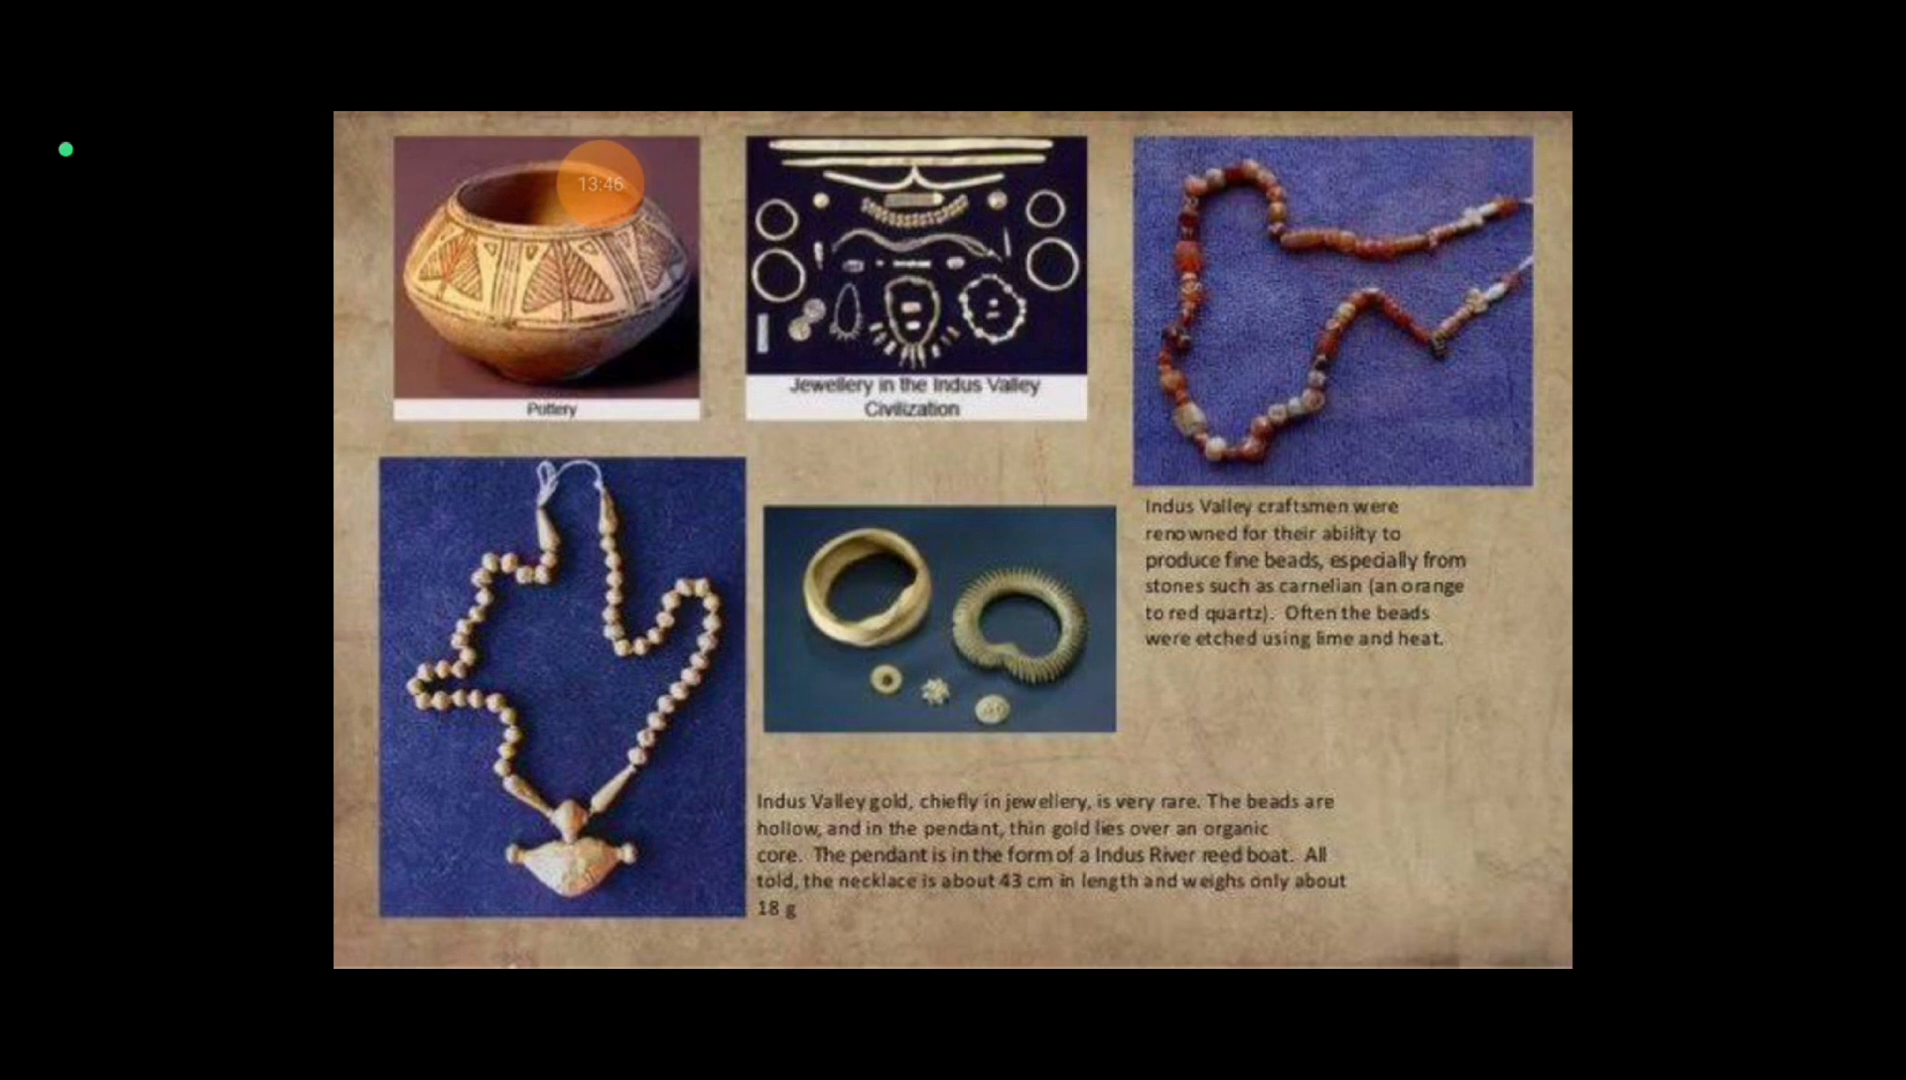 13:46
Pottery
Jewellery in the Indus Valley
Civilization
Indus Valley craftsmen were
renowned for their ability to
produce fine beads, especially from
stones such as carnelian (an orange
to red quartz). Often the beads
were etched using lime and heat.
Indus Valley gold, chiefly in jewellery, is very rare. The beads are
hollow, and in the pendant, thin gold lies over an organic
core. The pendant is in the form of a Indus River reed boat. All
told, the necklace is about 43 cm in length and weighs only about
18 g